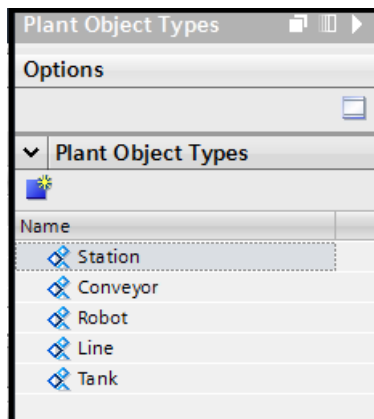 Plant Object Types
Options
Plant Object Types
Name
Station
Conveyor
Robot
Line
Tank